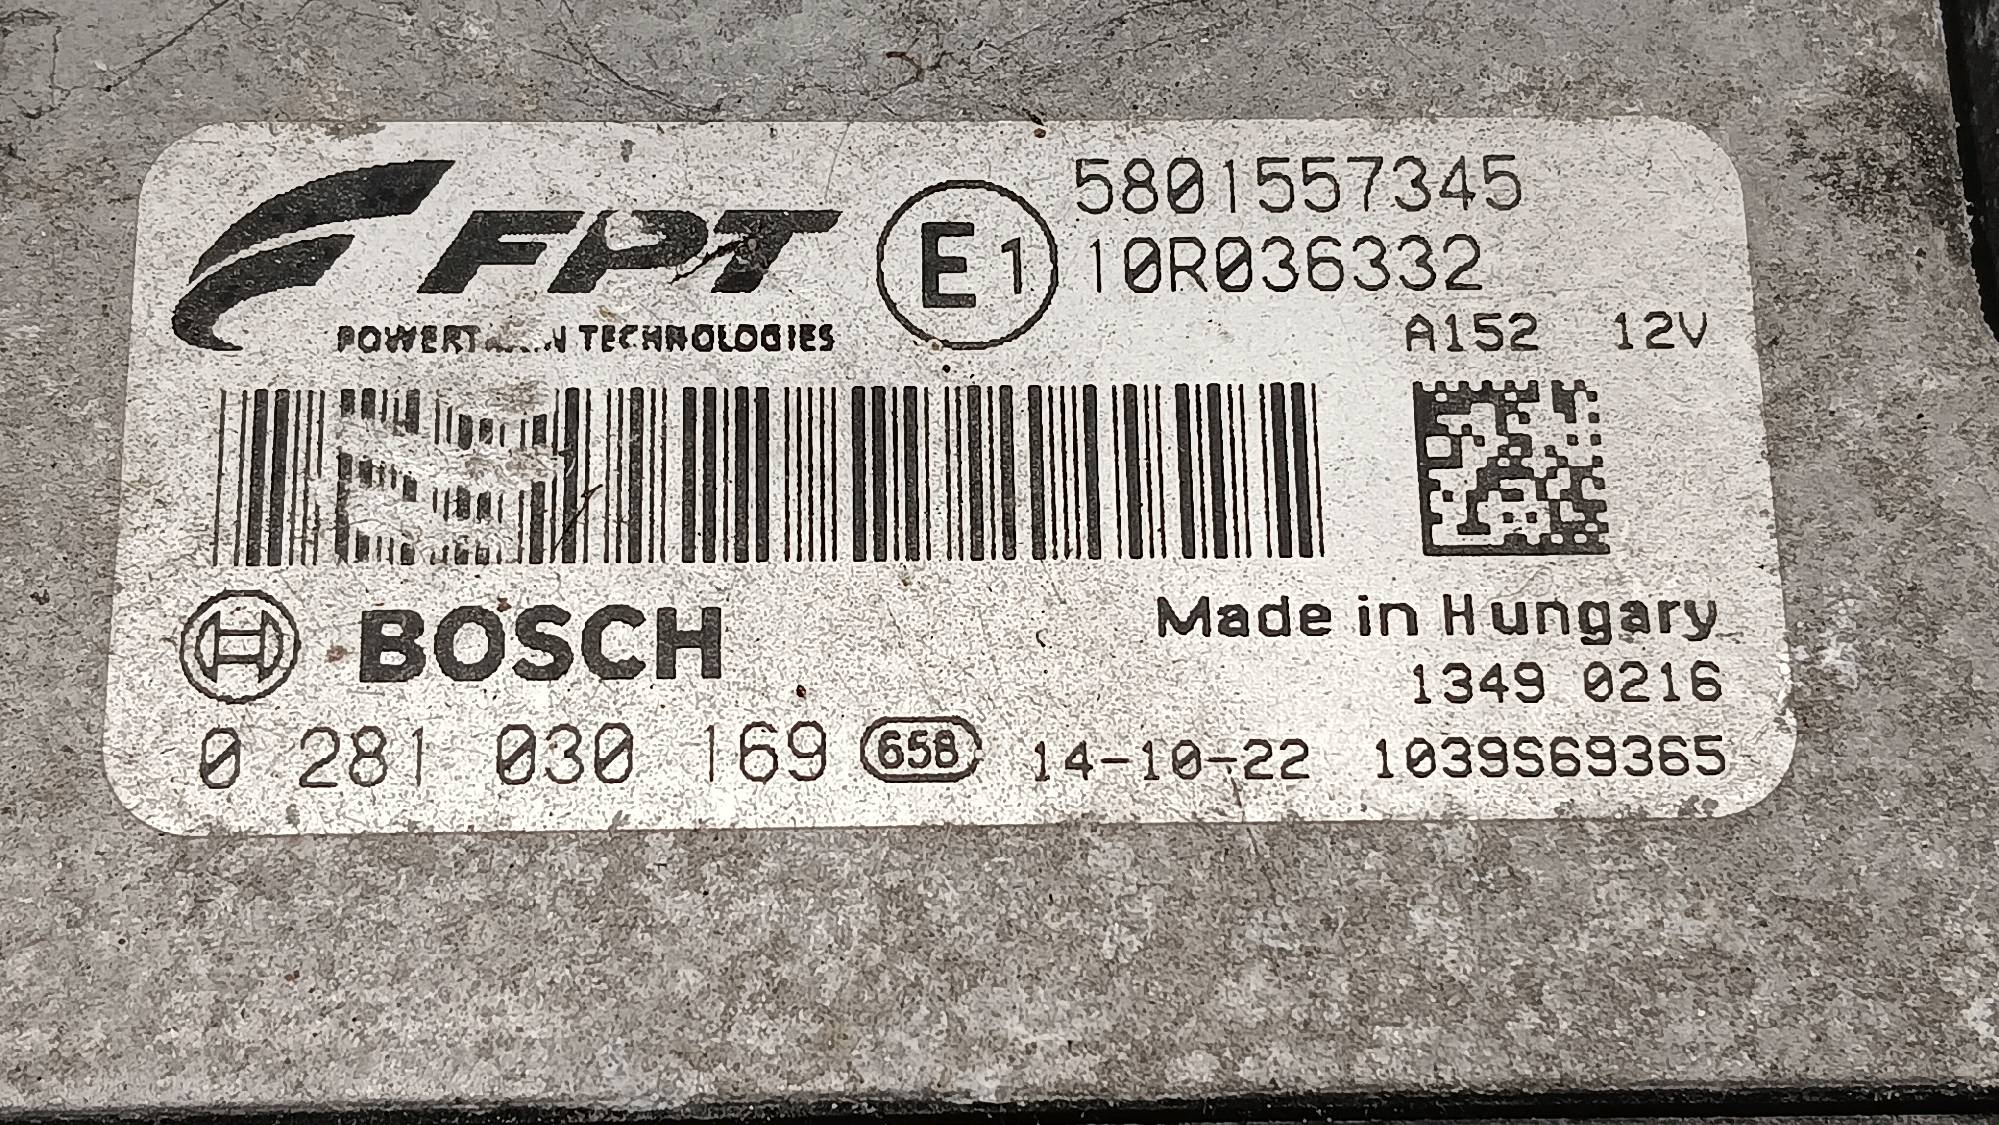 FPT
TECHNOLOGIES
E1
5801557345
10R036332
A152 12V
BOSCH
Made in Hungary
1349 0216
0 281 030 169 658 14-10-22 1039S69365